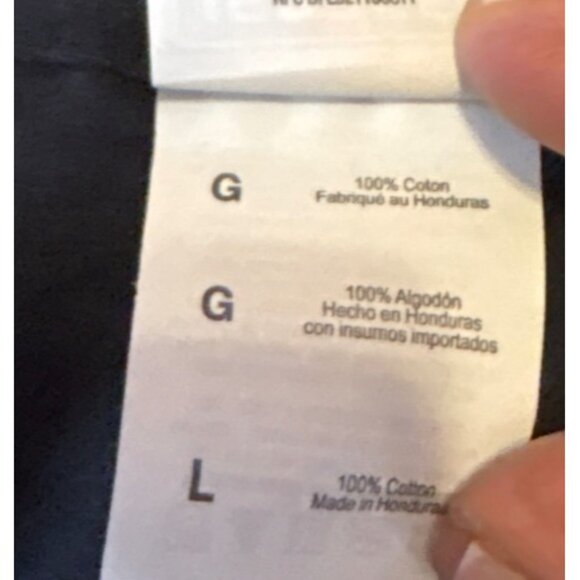 G
100% Coton
Fabriqué au Honduras
G
100% Algodón
Hecho en Honduras
con insumos importados
L
100% Cotton
Made in Honduras